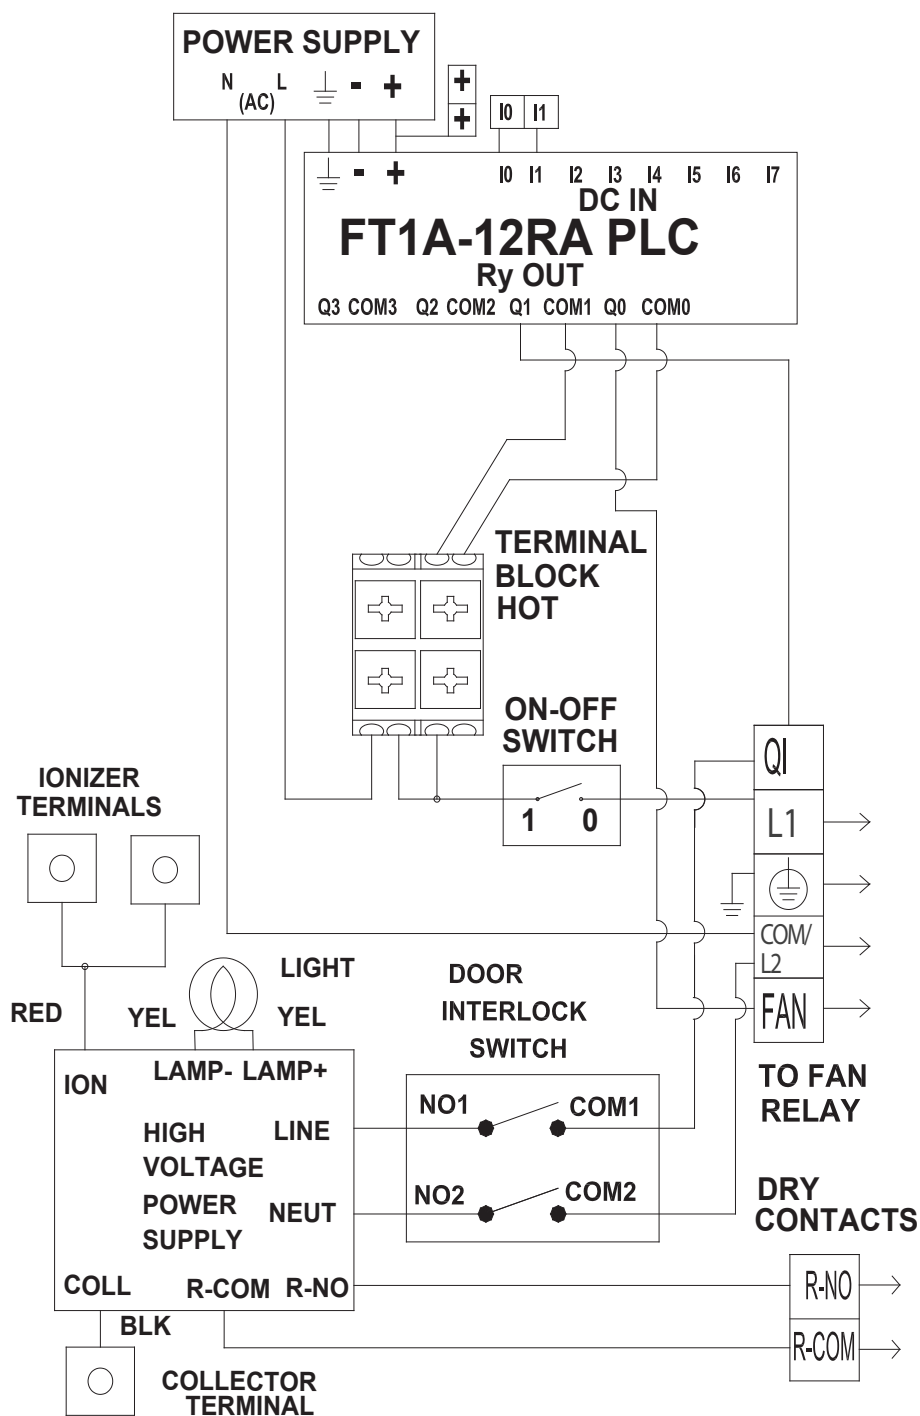 POWER SUPPLY
N L - +
(AC)
+
+
I0 I1
- + I0 I1 I2 I3 I4 I5 I6 I7
DC IN
FT1A-12RA PLC
Ry OUT
Q3 COM3 Q2 COM2 Q1 COM1 Q0 COM0
TERMINAL
BLOCK
HOT
ON-OFF
SWITCH
1 0
IONIZER
TERMINALS
QI
L1
COM/
L2
FAN
TO FAN
RELAY
RED
YEL
LIGHT
YEL
DOOR
INTERLOCK
SWITCH
ION
LAMP- LAMP+
HIGH
VOLTAGE
POWER
SUPPLY
LINE
NEUT
NO1 COM1
NO2 COM2
COLL R-COM R-NO
BLK
COLLECTOR
TERMINAL
DRY
CONTACTS
R-NO
R-COM